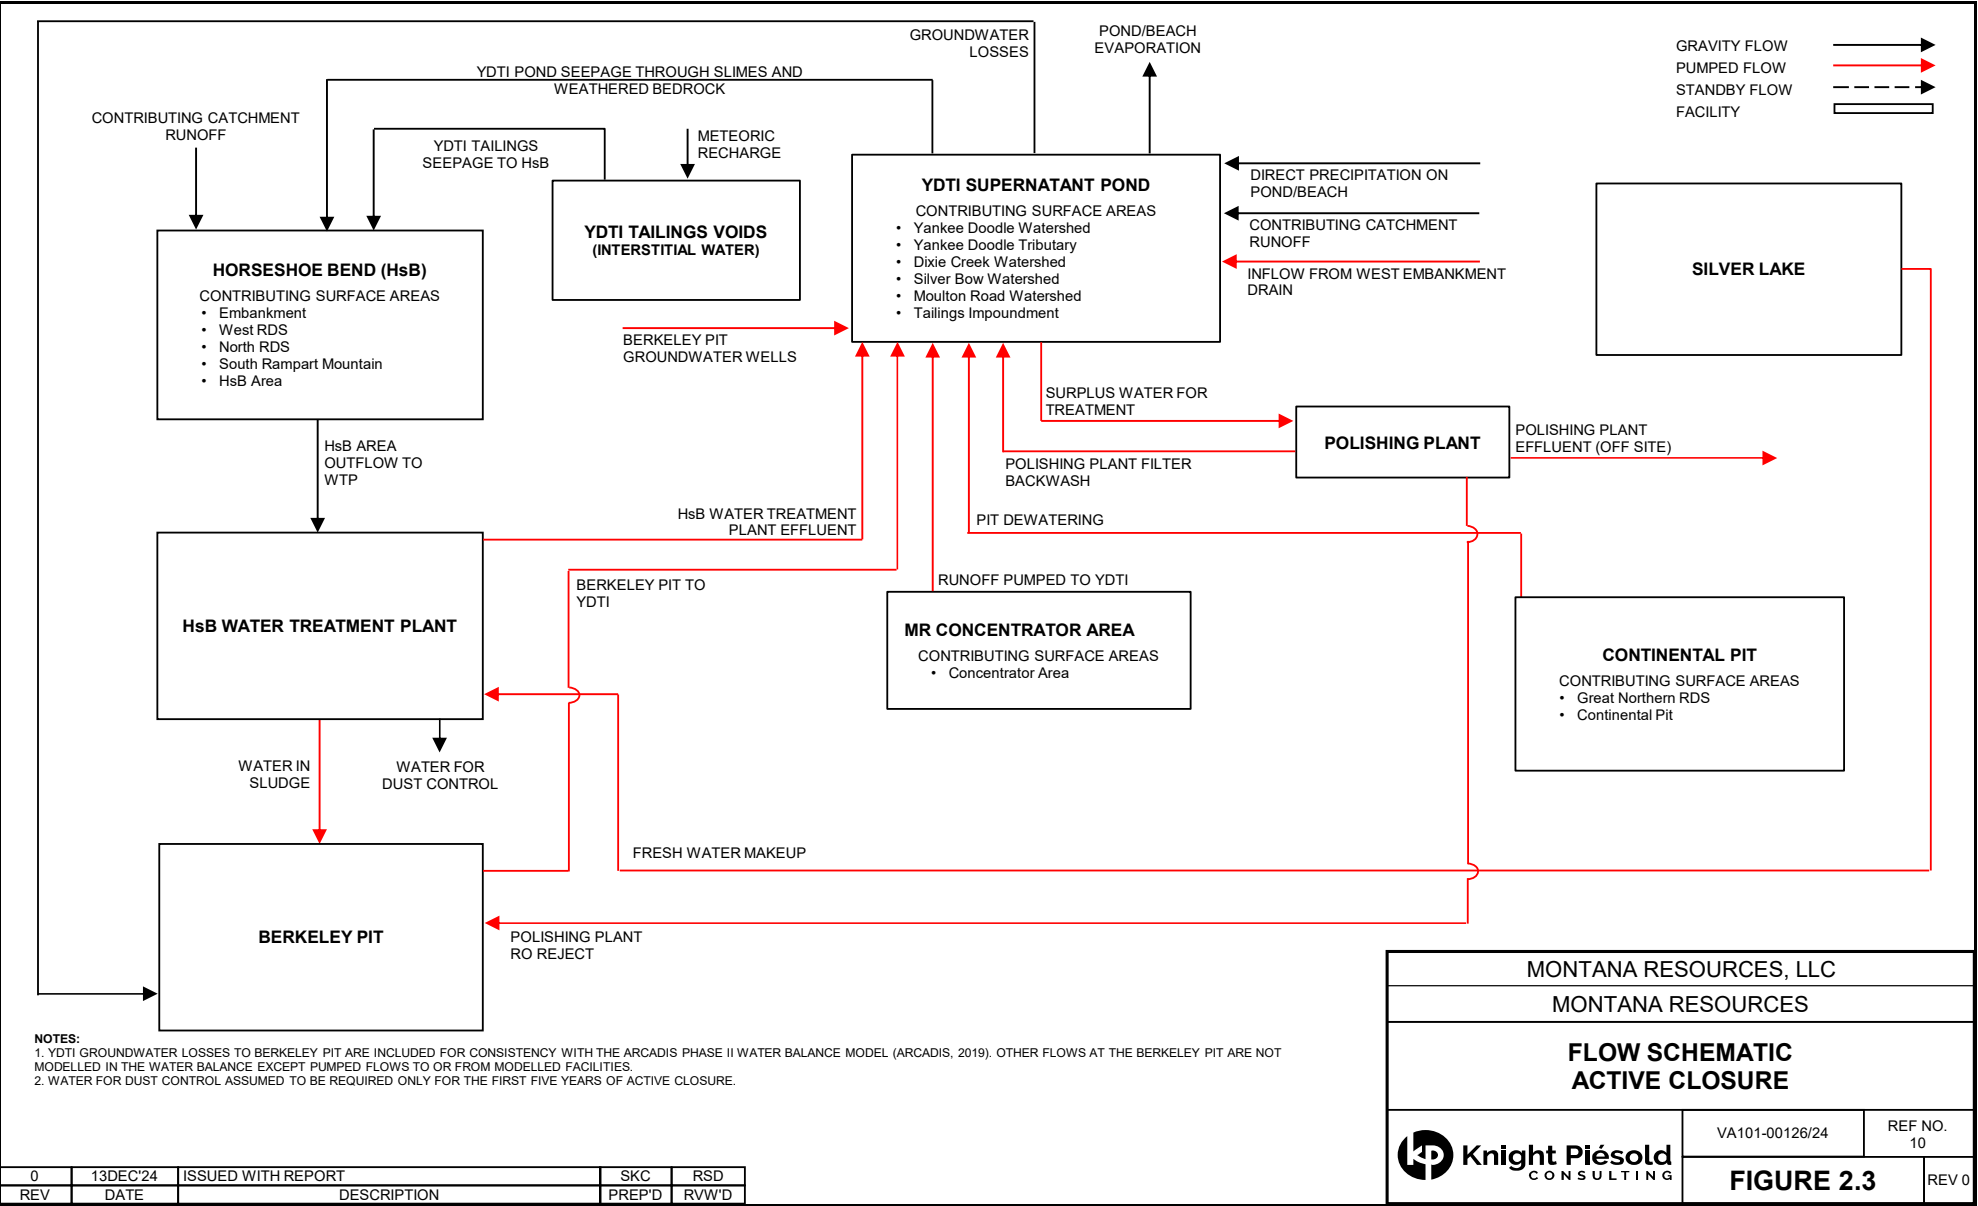 GROUNDWATER
LOSSES
POND/BEACH
EVAPORATION
GRAVITY FLOW
PUMPED FLOW
STANDBY FLOW
FACILITY
YDTI POND SEEPAGE THROUGH SLIMES AND
WEATHERED BEDROCK
CONTRIBUTING CATCHMENT
RUNOFF
YDTI TAILINGS
SEEPAGE TO HsB
METEORIC
RECHARGE
YDTI TAILINGS VOIDS
(INTERSTITIAL WATER)
YDTI SUPERNATANT POND
CONTRIBUTING SURFACE AREAS
• Yankee Doodle Watershed
• Yankee Doodle Tributary
• Dixie Creek Watershed
• Silver Bow Watershed
• Moulton Road Watershed
• Tailings Impoundment
DIRECT PRECIPITATION ON
POND/BEACH
CONTRIBUTING CATCHMENT
RUNOFF
INFLOW FROM WEST EMBANKMENT
DRAIN
SILVER LAKE
HORSESHOE BEND (HsB)
CONTRIBUTING SURFACE AREAS
• Embankment
• West RDS
• North RDS
• South Rampart Mountain
• HsB Area
BERKELEY PIT
GROUNDWATER WELLS
SURPLUS WATER FOR
TREATMENT
POLISHING PLANT
POLISHING PLANT
EFFLUENT (OFF SITE)
POLISHING PLANT FILTER
BACKWASH
HsB AREA
OUTFLOW TO
WTP
HsB WATER TREATMENT
PLANT EFFLUENT
PIT DEWATERING
BERKELEY PIT TO
YDTI
RUNOFF PUMPED TO YDTI
HsB WATER TREATMENT PLANT
MR CONCENTRATOR AREA
CONTRIBUTING SURFACE AREAS
• Concentrator Area
CONTINENTAL PIT
CONTRIBUTING SURFACE AREAS
• Great Northern RDS
• Continental Pit
WATER IN
SLUDGE
WATER FOR
DUST CONTROL
FRESH WATER MAKEUP
BERKELEY PIT
POLISHING PLANT
RO REJECT
NOTES:
1. YDTI GROUNDWATER LOSSES TO BERKELEY PIT ARE INCLUDED FOR CONSISTENCY WITH THE ARCADIS PHASE II WATER BALANCE MODEL (ARCADIS, 2019). OTHER FLOWS AT THE BERKELEY PIT ARE NOT
MODELLED IN THE WATER BALANCE EXCEPT PUMPED FLOWS TO OR FROM MODELLED FACILITIES.
2. WATER FOR DUST CONTROL ASSUMED TO BE REQUIRED ONLY FOR THE FIRST FIVE YEARS OF ACTIVE CLOSURE.
MONTANA RESOURCES, LLC
MONTANA RESOURCES
FLOW SCHEMATIC
ACTIVE CLOSURE
kp Knight Piésold
CONSULTING
VA101-00126/24
REF NO.
10
FIGURE 2.3
REV 0
0 13DEC'24 ISSUED WITH REPORT SKC RSD
REV DATE DESCRIPTION PREP'D RVW'D